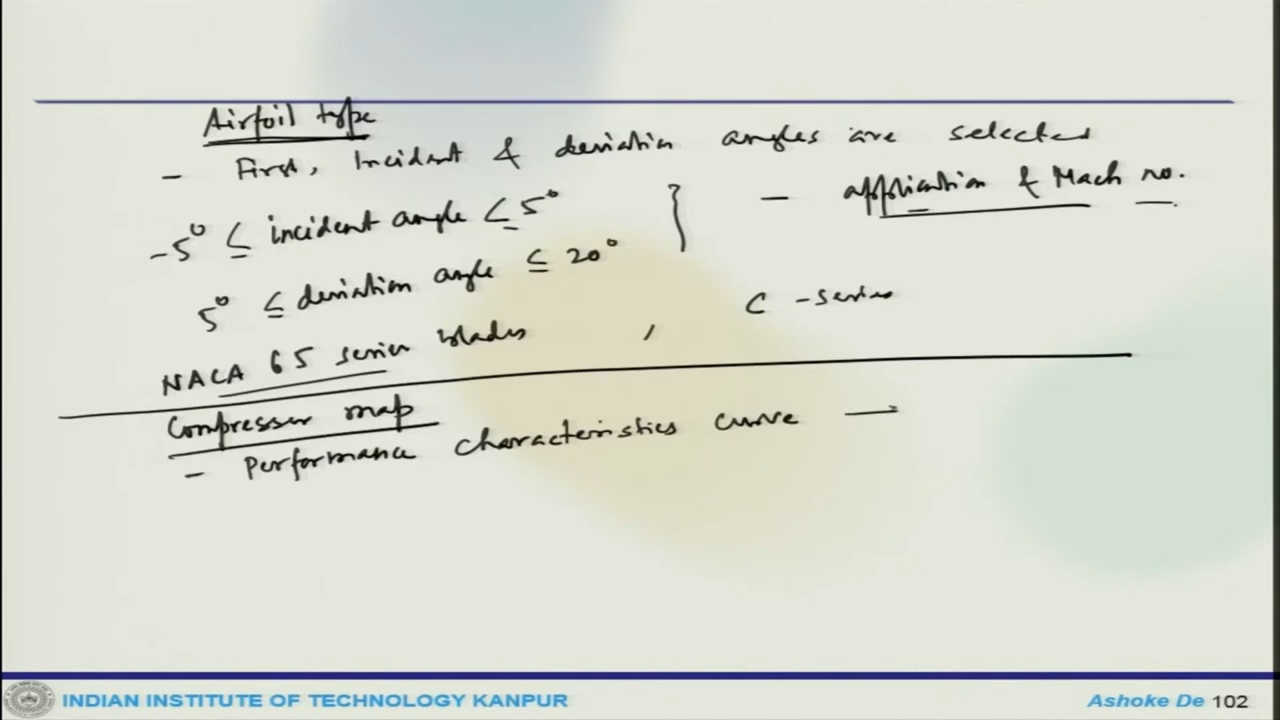 Airfoil type
- First, Incident & deviation angles are selected
-5° ≤ incident angle ≤ 5° } - application & Mach no.
5° ≤ deviation angle ≤ 20°
NACA 65 series blades , C - series
Compressor map
- Performance characteristics curve →
INDIAN INSTITUTE OF TECHNOLOGY KANPUR
Ashoke De 102